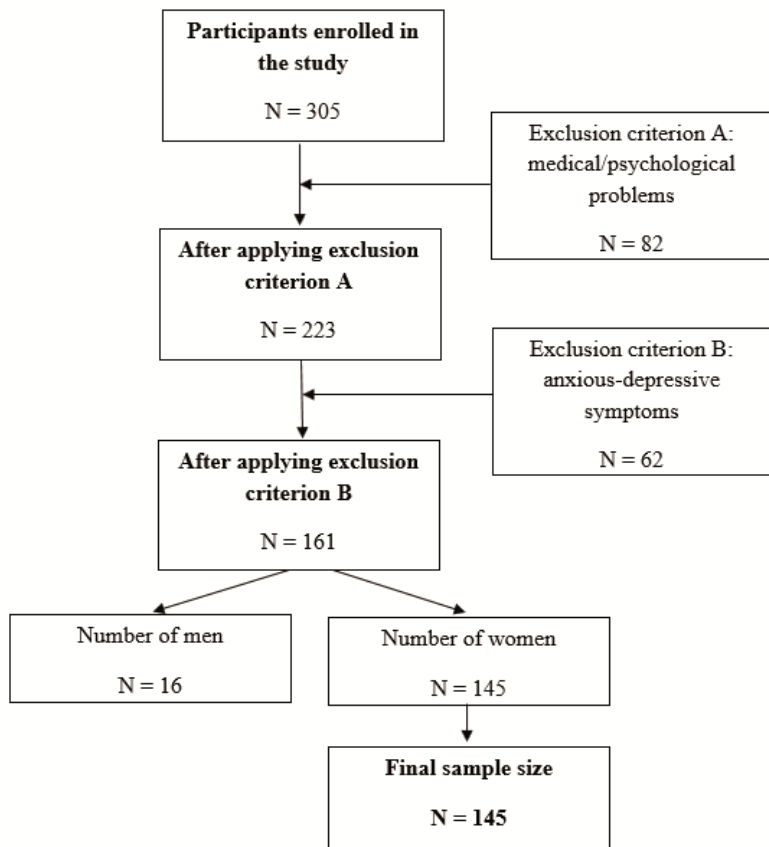 Participants enrolled in
the study
N = 305
Exclusion criterion A:
medical/psychological
problems
N = 82
After applying exclusion
criterion A
N = 223
Exclusion criterion B:
anxious-depressive
symptoms
N = 62
After applying exclusion
criterion B
N = 161
Number of men
N = 16
Number of women
N = 145
Final sample size
N = 145